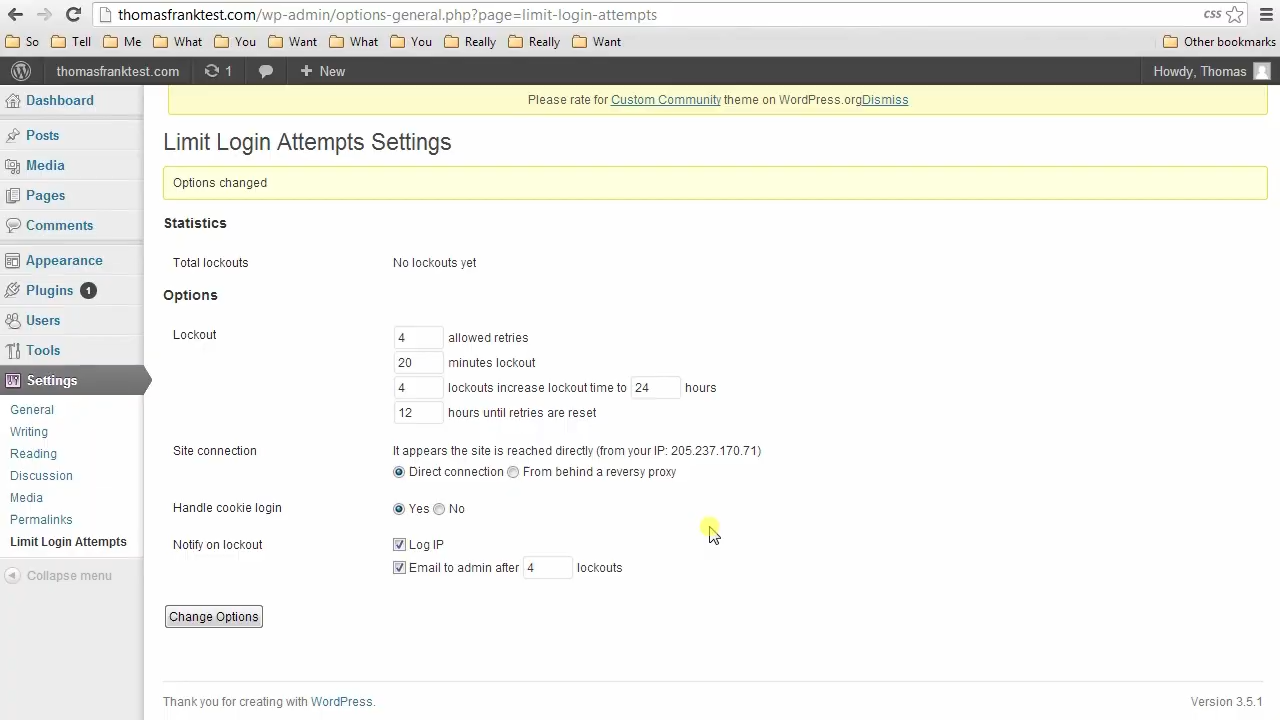 thomasfranktest.com/wp-admin/options-general.php?page=limit-login-attempts css
So Tell Me What You Want What You Really Really Want Other bookmarks
thomasfranktest.com 1 + New Howdy, Thomas
Please rate for Custom Community theme on WordPress.orgDismiss
Dashboard
Posts
Media
Pages
Comments
Appearance
Plugins 1
Users
Tools
Settings
General
Writing
Reading
Discussion
Media
Permalinks
Limit Login Attempts
Collapse menu
Limit Login Attempts Settings
Options changed
Statistics
Total lockouts No lockouts yet
Options
Lockout 4 allowed retries
20 minutes lockout
4 lockouts increase lockout time to 24 hours
12 hours until retries are reset
Site connection It appears the site is reached directly (from your IP: 205.237.170.71)
Direct connection From behind a reversy proxy
Handle cookie login Yes No
Notify on lockout Log IP
Email to admin after 4 lockouts
Change Options
Thank you for creating with WordPress. Version 3.5.1